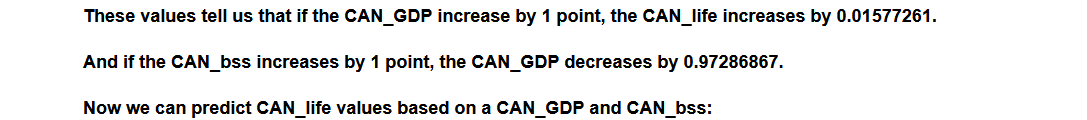 These values tell us that if the CAN_GDP increase by 1 point, the CAN_life increases by 0.01577261.
And if the CAN_bss increases by 1 point, the CAN_GDP decreases by 0.97286867.
Now we can predict CAN_life values based on a CAN_GDP and CAN_bss: